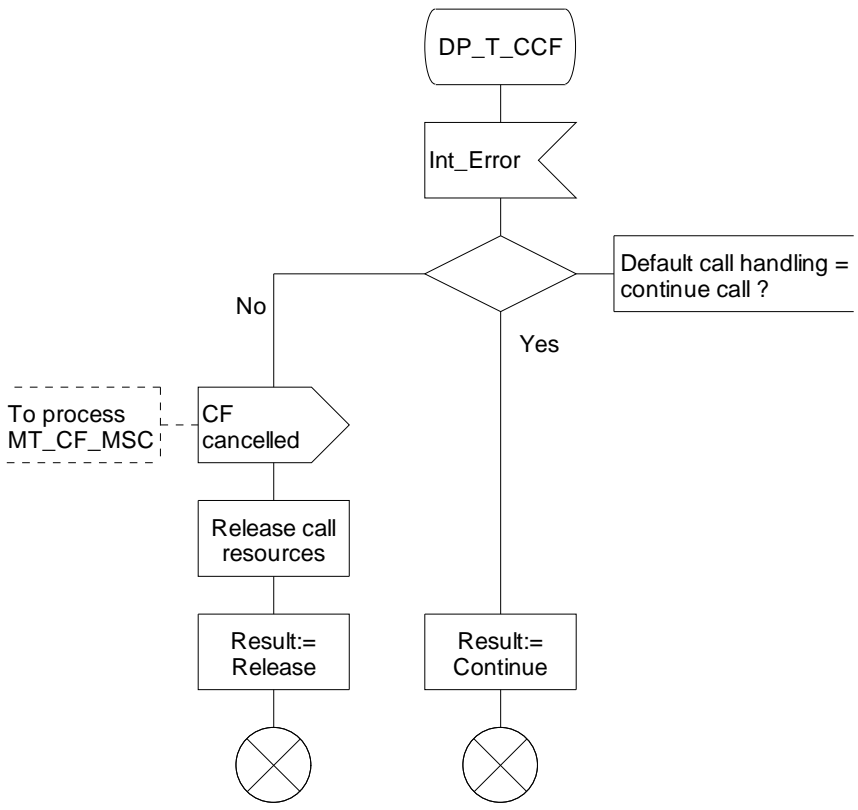 DP_T_CCF
Int_Error
Default call handling =
continue call ?
No
Yes
To process
MT_CF_MSC
CF
cancelled
Release call
resources
Result:=
Release
Result:=
Continue